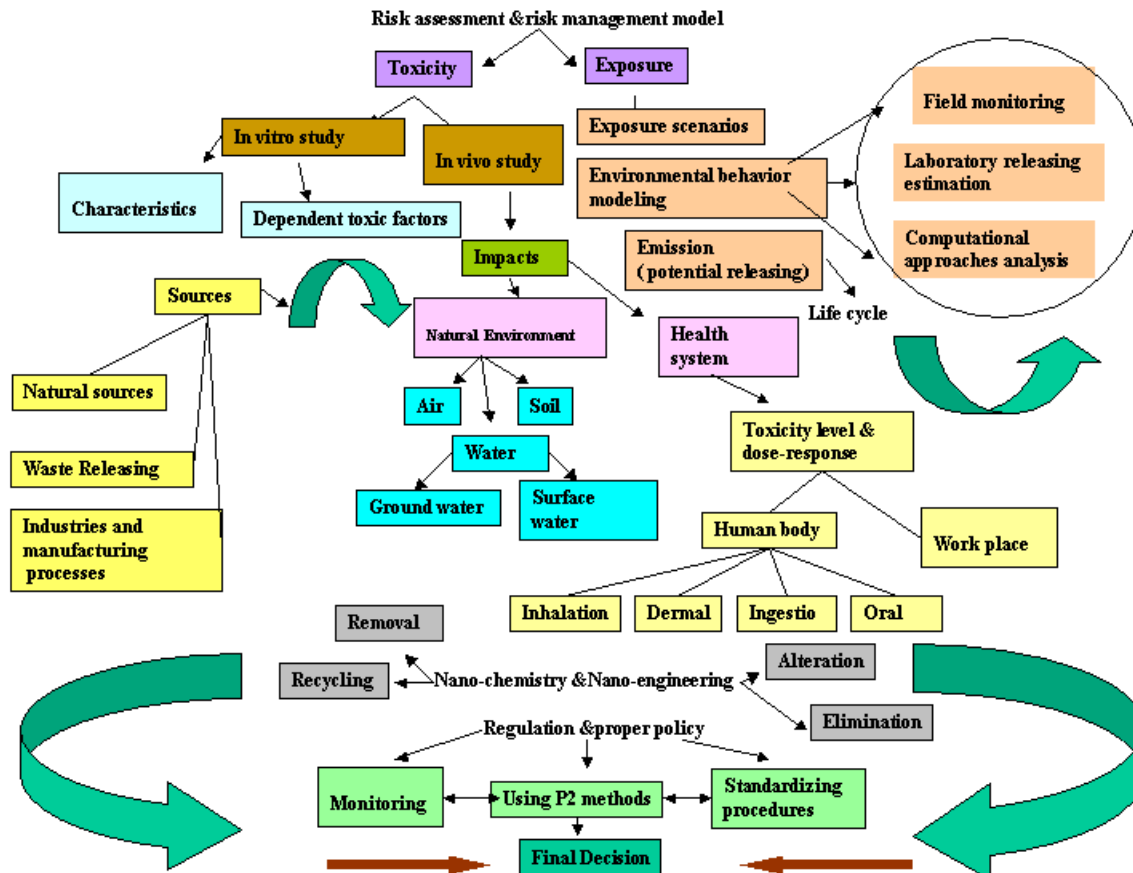 Risk assessment &risk management model
Toxicity
Exposure
Field monitoring
In vitro study
In vivo study
Exposure scenarios
Laboratory releasing
estimation
Environmental behavior
modeling
Characteristics
Dependent toxic factors
Computational
approaches analysis
Impacts
Emission
( potential releasing)
Sources
Life cycle
Natural Environment
Health
system
Natural sources
Air
Soil
Toxicity level &
dose-response
Waste Releasing
Water
Ground water
Surface
water
Industries and
manufacturing
processes
Human body
Work place
Inhalation
Dermal
Ingestio
Oral
Removal
Recycling
Nano-chemistry &Nano-engineering
Alteration
Elimination
Regulation &proper policy
Monitoring
Using P2 methods
Standardizing
procedures
Final Decision